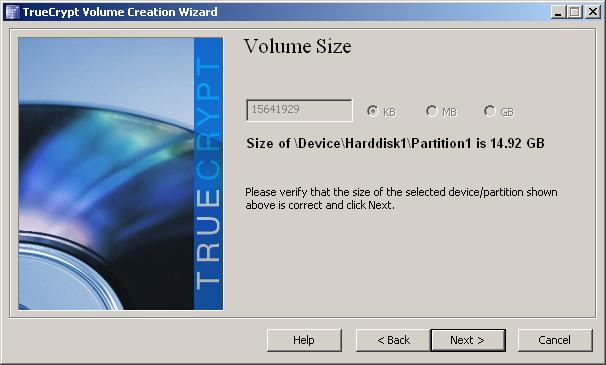 TrueCrypt Volume Creation Wizard
TRUECRYPT
Volume Size
15641929 KB MB GB
Size of \Device\Harddisk1\Partition1 is 14.92 GB
Please verify that the size of the selected device/partition shown
above is correct and click Next.
Help < Back Next > Cancel